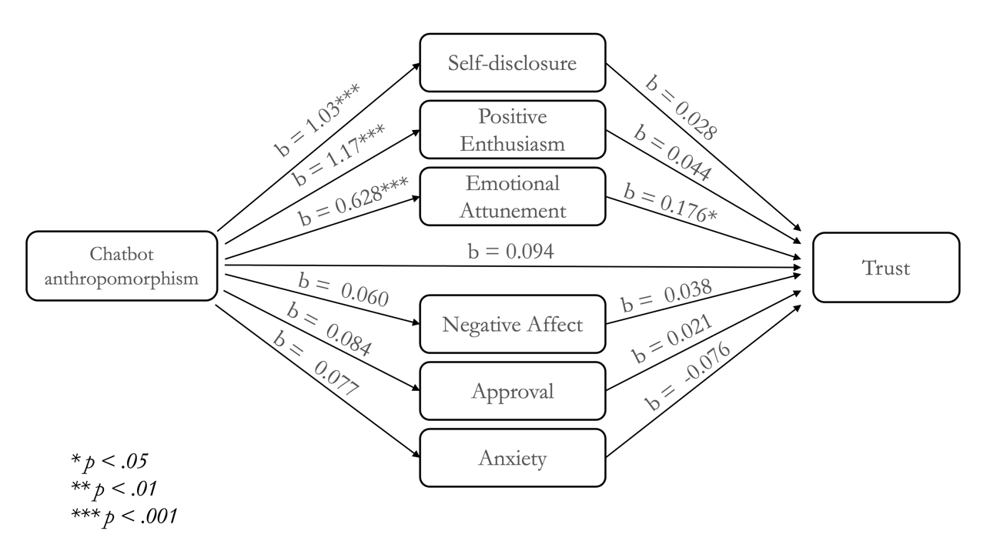 Self-disclosure
b = 1.03***
b = 0.028
Positive
Enthusiasm
b = 1.17***
b = 0.044
Emotional
Attunement
b = 0.628***
b = 0.176*
Chatbot
anthropomorphism
b = 0.094
Trust
b = 0.060
Negative Affect
b = 0.038
b = 0.084
Approval
b = 0.021
b = 0.077
Anxiety
b = -0.076
* p < .05
** p < .01
*** p < .001